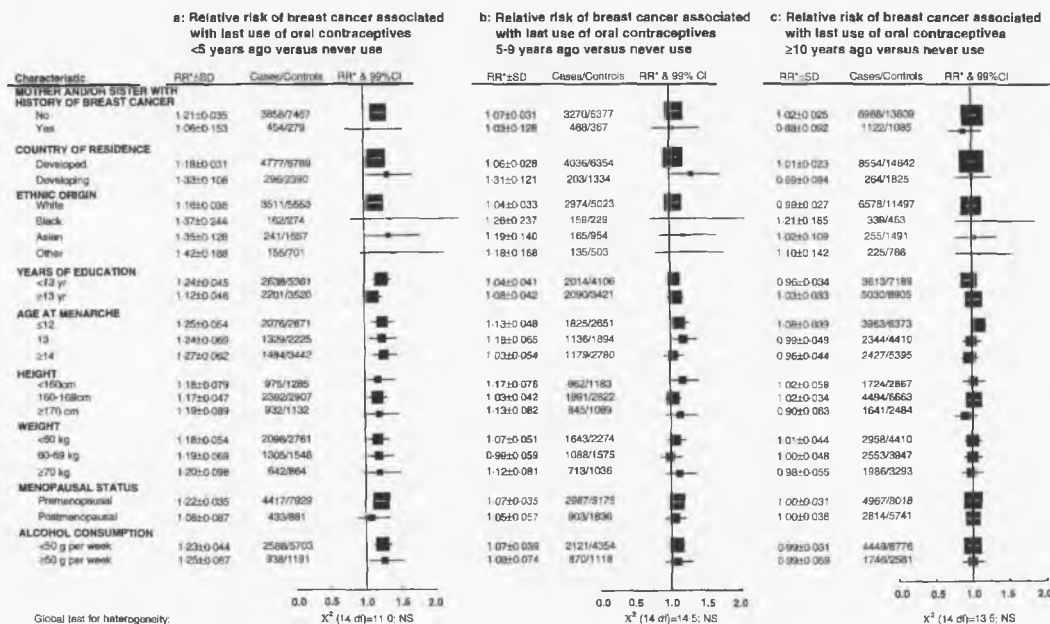 a: Relative risk of breast cancer associated with last use of oral contraceptives <5 years ago versus never use
b: Relative risk of breast cancer associated with last use of oral contraceptives 5-9 years ago versus never use
c: Relative risk of breast cancer associated with last use of oral contraceptives ≥10 years ago versus never use
Characteristic RR*±SD Cases/Controls RR* & 99%CI RR*±SD Cases/Controls RR* & 99% CI RR*±SD Cases/Controls RR* & 99%CI
MOTHER AND/OR SISTER WITH
HISTORY OF BREAST CANCER
No 1·21±0·035 3858/7467 1·07±0·031 3270/5377 1·02±0·025 6988/13809
Yes 1·06±0·153 454/279 1·03±0·128 468/367 0·88±0·092 1122/1085
COUNTRY OF RESIDENCE
Developed 1·18±0·031 4777/6789 1·06±0·028 4036/6354 1·01±0·023 8554/14642
Developing 1·33±0·108 296/2390 1·31±0·121 203/1334 0·99±0·084 264/1825
ETHNIC ORIGIN
White 1·16±0·036 3511/5553 1·04±0·033 2974/5023 0·98±0·027 6578/11497
Black 1·37±0·244 162/274 1·26±0·237 159/229 1·21±0·185 339/453
Asian 1·35±0·128 241/1657 1·19±0·140 165/954 1·02±0·109 255/1491
Other 1·42±0·188 155/701 1·18±0·168 135/503 1·10±0·142 225/786
YEARS OF EDUCATION
<13 yr 1·24±0·045 2638/5361 1·04±0·041 2014/4106 0·96±0·034 3613/7189
≥13 yr 1·12±0·046 2201/3520 1·08±0·042 2090/3421 1·03±0·033 5030/8905
AGE AT MENARCHE
≤12 1·25±0·054 2076/2871 1·13±0·048 1825/2651 1·08±0·039 3963/6373
13 1·24±0·069 1329/2225 1·18±0·065 1136/1894 0·99±0·049 2344/4410
≥14 1·27±0·062 1484/3442 1·03±0·054 1179/2780 0·96±0·044 2427/5395
HEIGHT
<160cm 1·18±0·079 975/1285 1·17±0·076 862/1183 1·02±0·059 1724/2867
160-169cm 1·17±0·047 2362/2907 1·03±0·042 1991/2822 1·02±0·034 4494/6663
≥170 cm 1·19±0·089 932/1132 1·13±0·082 845/1089 0·90±0·063 1641/2484
WEIGHT
<60 kg 1·18±0·054 2098/2761 1·07±0·051 1643/2274 1·01±0·044 2958/4410
60-69 kg 1·19±0·069 1305/1546 0·99±0·059 1088/1575 1·00±0·048 2553/3847
≥70 kg 1·20±0·098 642/864 1·12±0·081 713/1036 0·98±0·055 1986/3293
MENOPAUSAL STATUS
Premenopausal 1·22±0·035 4417/7929 1·07±0·035 2987/5175 1·00±0·031 4967/8018
Postmenopausal 1·08±0·087 433/881 1·05±0·057 903/1836 1·00±0·038 2814/5741
ALCOHOL CONSUMPTION
<50 g per week 1·23±0·044 2588/5703 1·07±0·039 2121/4354 0·99±0·031 4443/8776
≥50 g per week 1·25±0·087 938/1191 1·08±0·074 870/1118 0·99±0·059 1746/2581
0.0 0.5 1.0 1.5 2.0 0.0 0.5 1.0 1.5 2.0 0.0 0.5 1.0 1.5 2.0
Global test for heterogeneity: X² (14 df)=11·0; NS X² (14 df)=14·5; NS X² (14 df)=13·5; NS